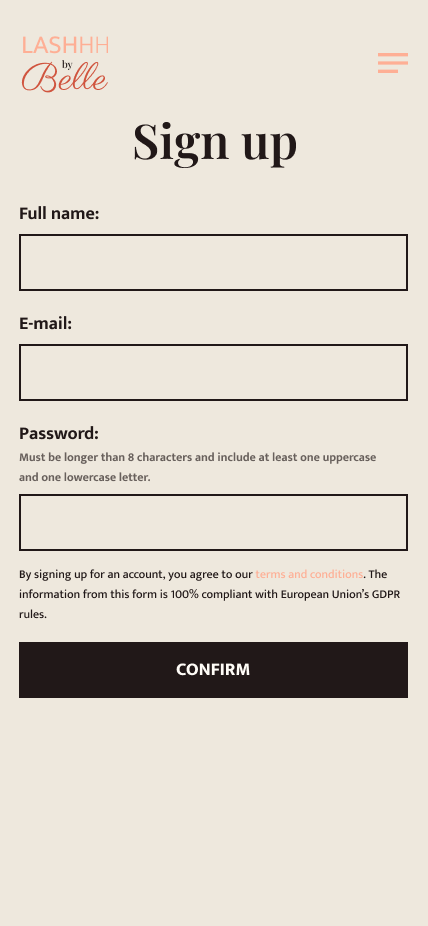 LASHHH
by
Belle
Sign up
Full name:
E-mail:
Password:
Must be longer than 8 characters and include at least one uppercase
and one lowercase letter.
By signing up for an account, you agree to our terms and conditions. The
information from this form is 100% compliant with European Union’s GDPR
rules.
CONFIRM